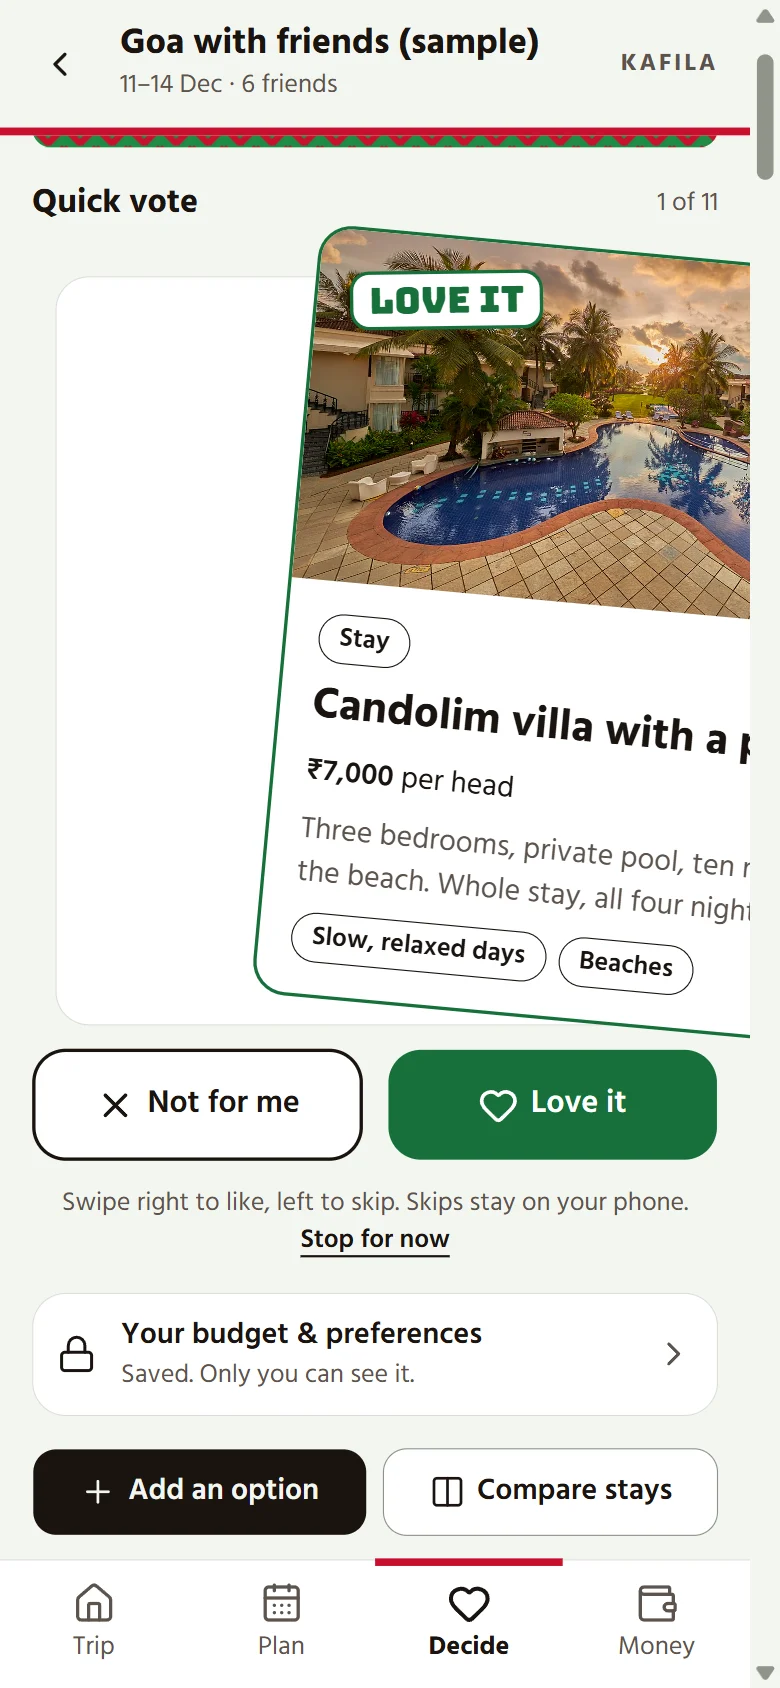 Goa with friends (sample)
11–14 Dec · 6 friends
KAFILA
Quick vote
1 of 11
LOVE IT
Stay
Candolim villa with a
₹7,000 per head
Three bedrooms, private pool, ten
the beach. Whole stay, all four
Slow, relaxed days
Beaches
Not for me
Love it
Swipe right to like, left to skip. Skips stay on your phone.
Stop for now
Your budget & preferences
Saved. Only you can see it.
Add an option
Compare stays
Trip
Plan
Decide
Money